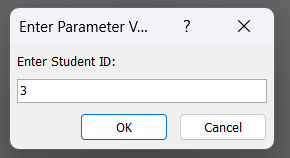 Enter Parameter V... ?
Enter Student ID:
3
OK Cancel